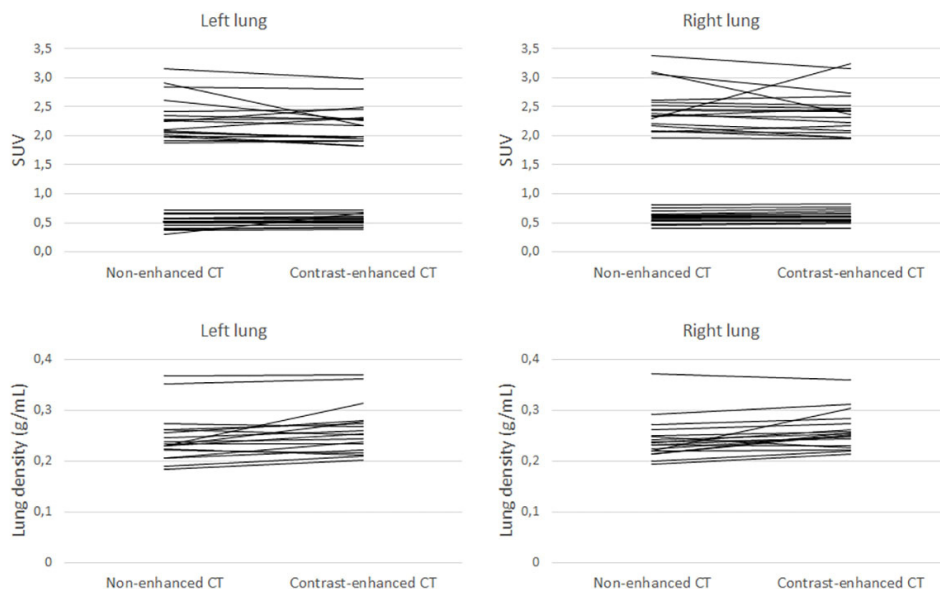 Left lung
SUV
3,5
3,0
2,5
2,0
1,5
1,0
0,5
0,0
Non-enhanced CT Contrast-enhanced CT
Right lung
SUV
3,5
3,0
2,5
2,0
1,5
1,0
0,5
0,0
Non-enhanced CT Contrast-enhanced CT
Left lung
Lung density (g/mL)
0,4
0,3
0,2
0,1
0
Non-enhanced CT Contrast-enhanced CT
Right lung
Lung density (g/mL)
0,4
0,3
0,2
0,1
0
Non-enhanced CT Contrast-enhanced CT